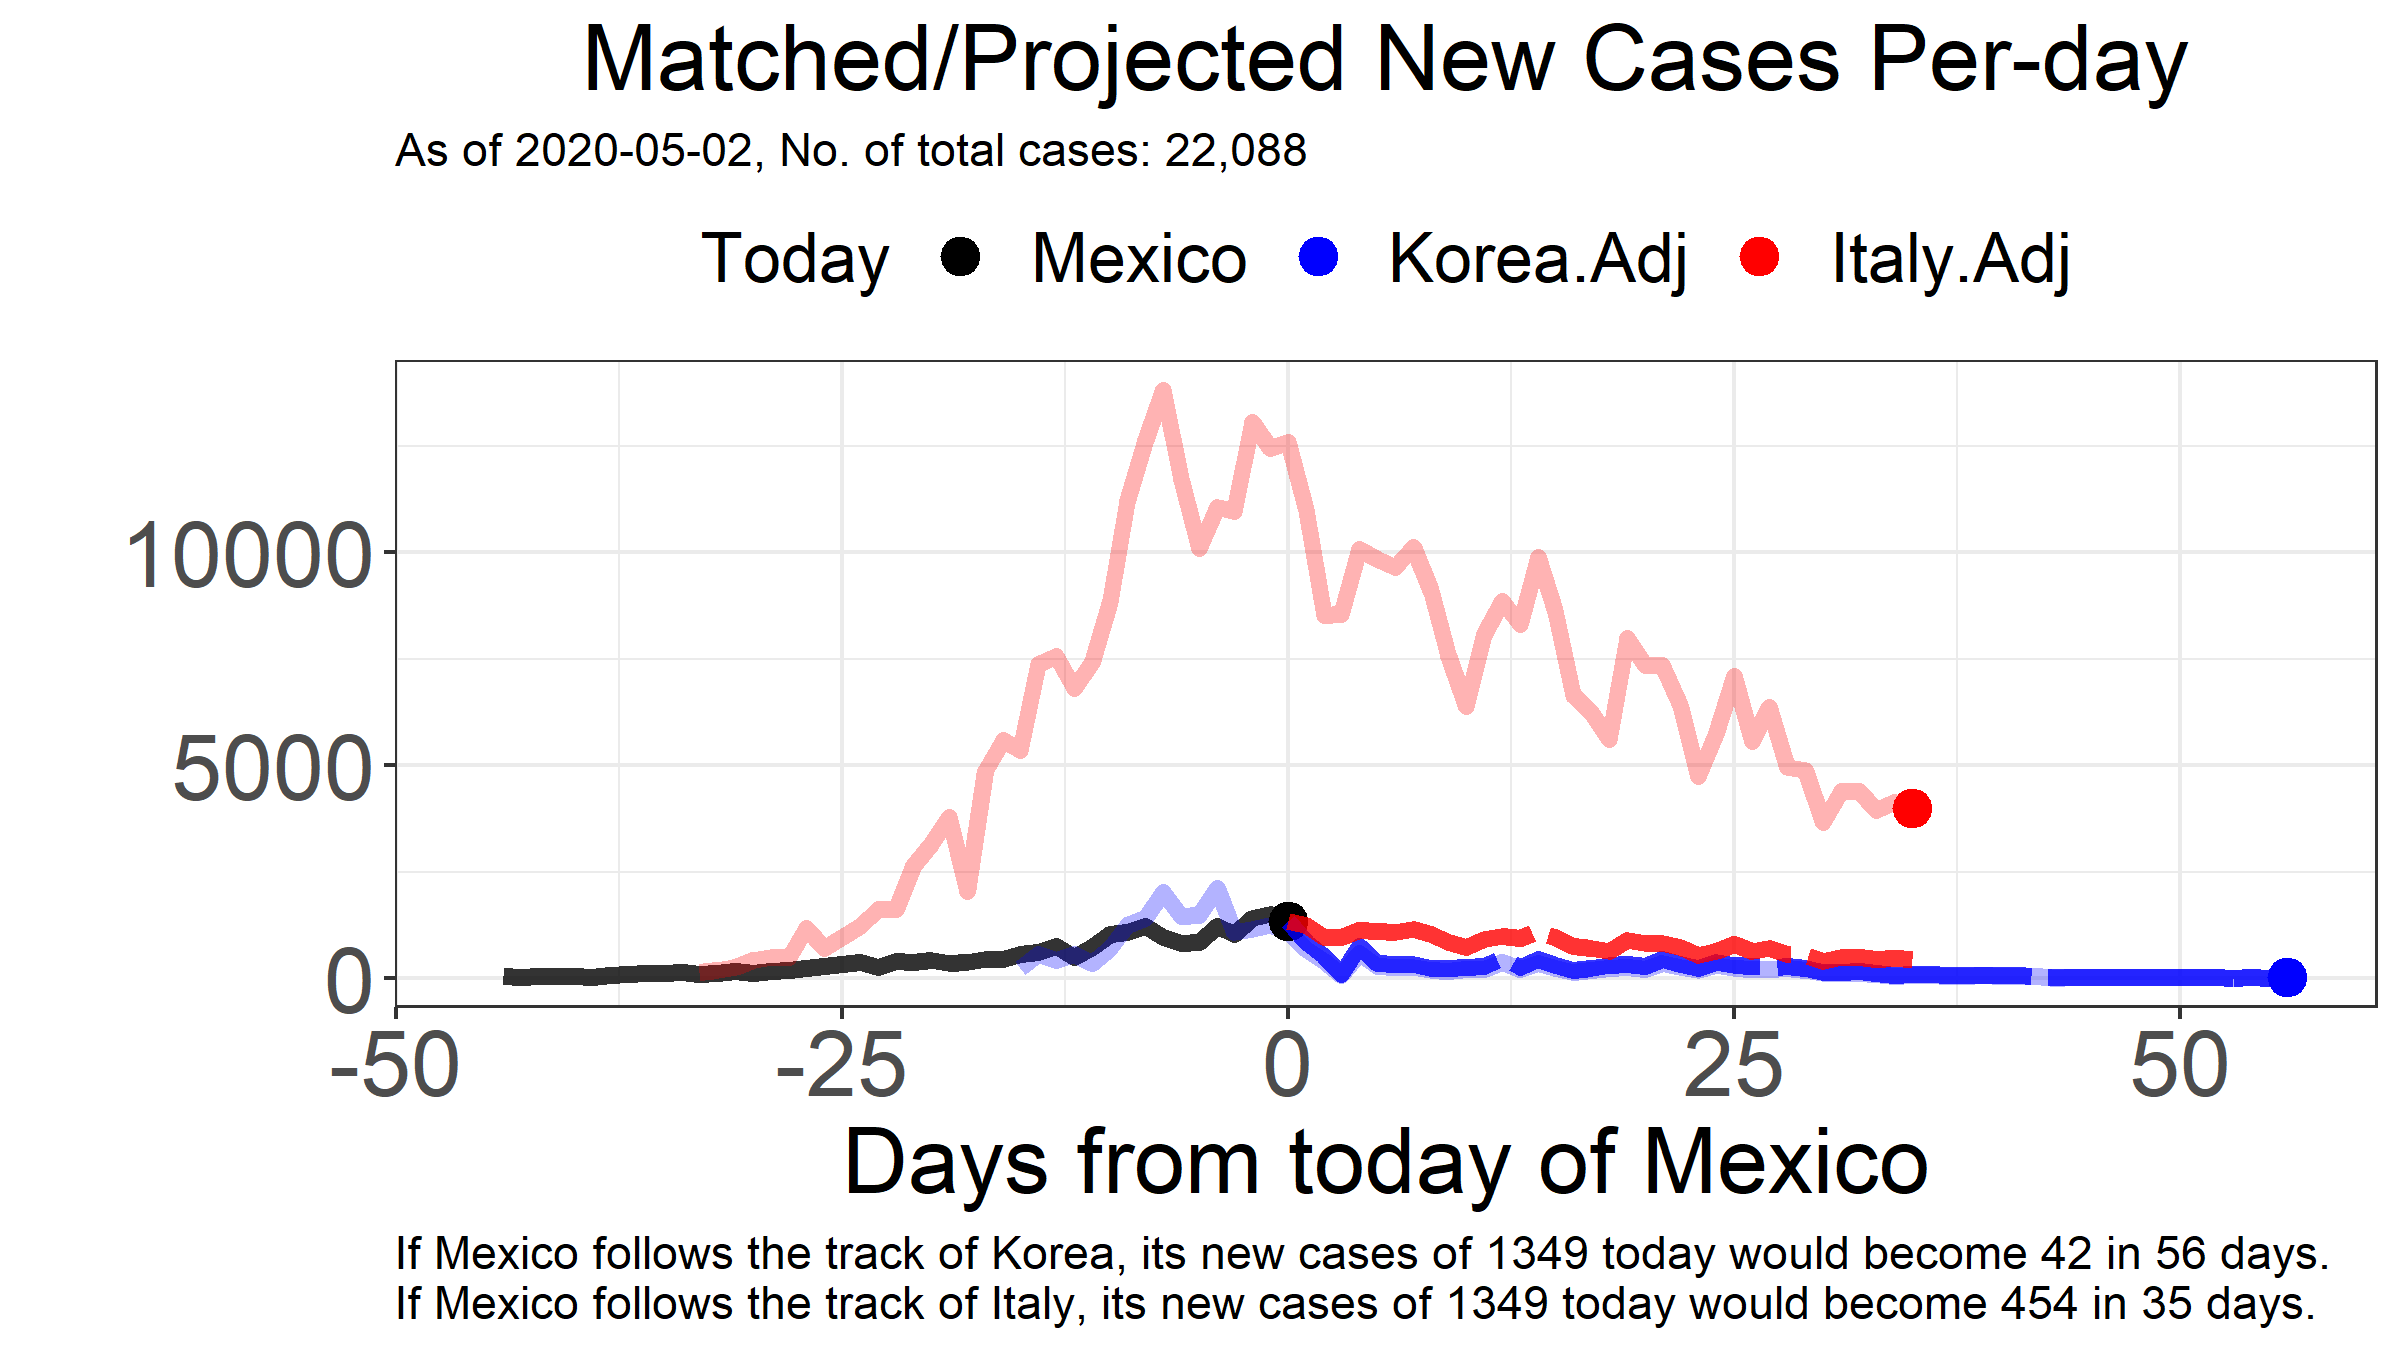 Matched/Projected New Cases Per-day
As of 2020-05-02, No. of total cases: 22,088
Today Mexico Korea.Adj Italy.Adj
10000
5000
0
-50 -25 0 25 50
Days from today of Mexico
If Mexico follows the track of Korea, its new cases of 1349 today would become 42 in 56 days.
If Mexico follows the track of Italy, its new cases of 1349 today would become 454 in 35 days.